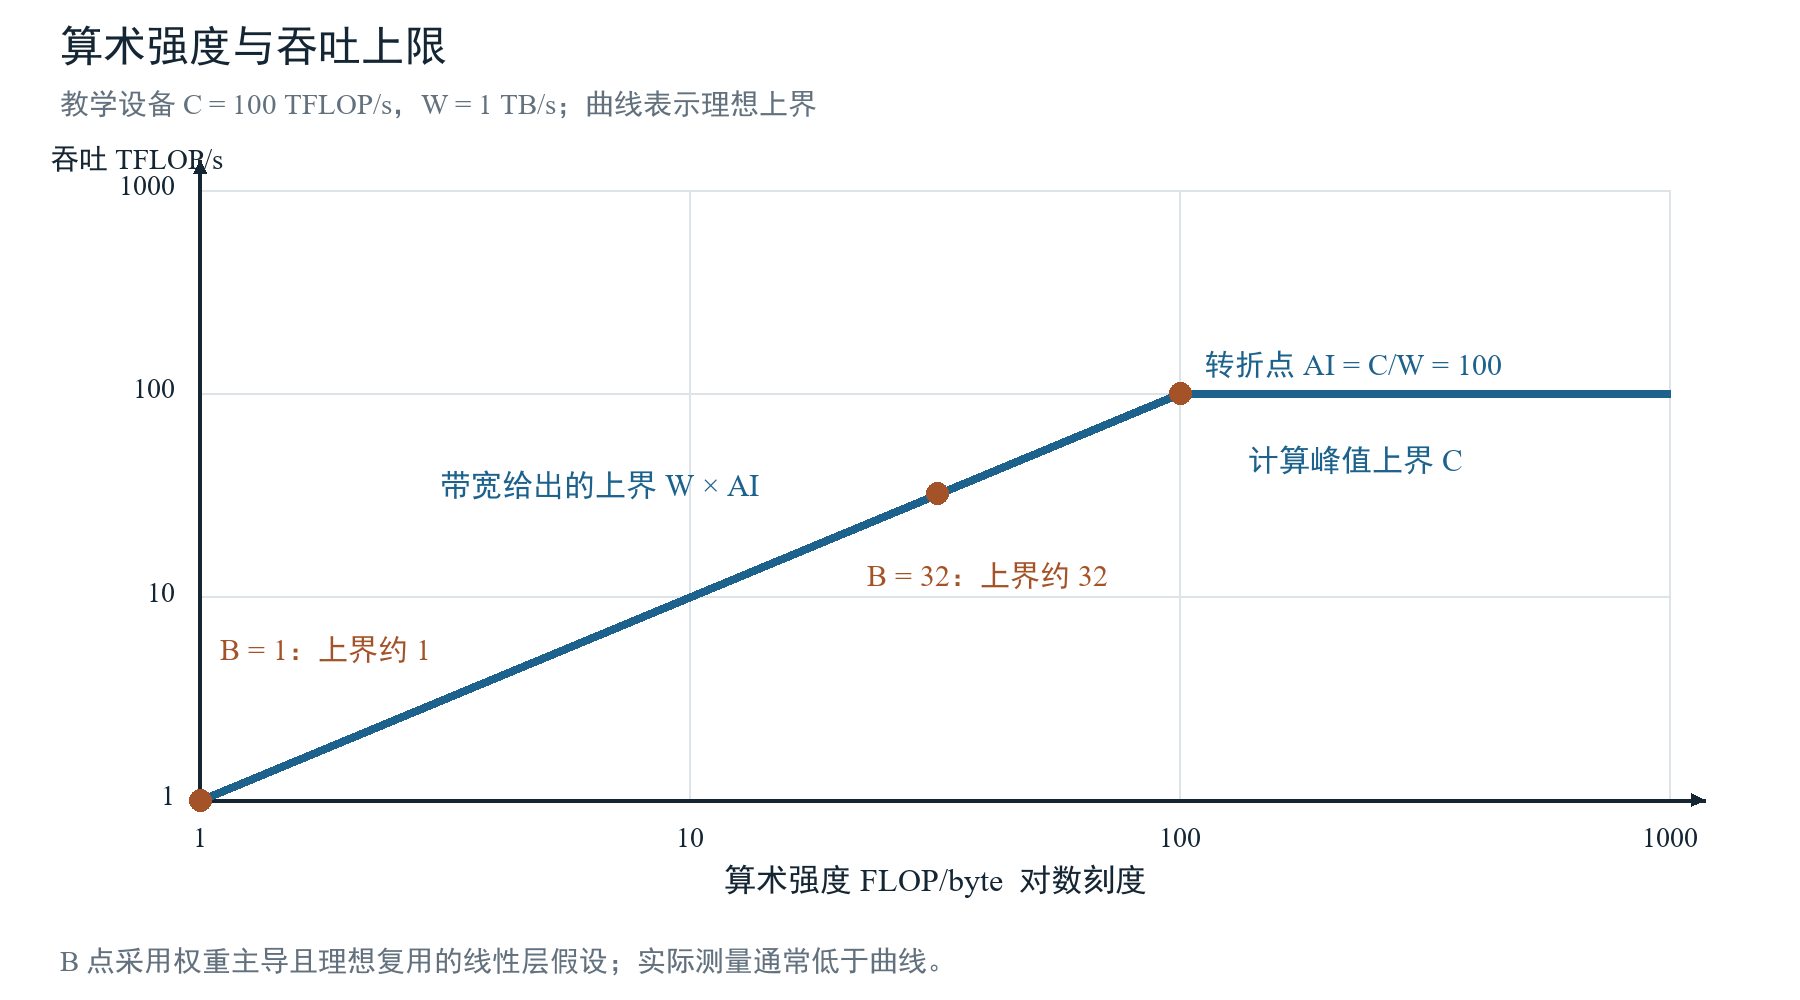 算术强度与吞吐上限
教学设备 C = 100 TFLOP/s，W = 1 TB/s；曲线表示理想上界
吞吐 TFLOP/s
1000
转折点 AI = C/W = 100
100
计算峰值上界 C
带宽给出的上界 W × AI
B = 32：上界约 32
10
B = 1：上界约 1
1
1
10
100
1000
算术强度 FLOP/byte 对数刻度
B 点采用权重主导且理想复用的线性层假设；实际测量通常低于曲线。